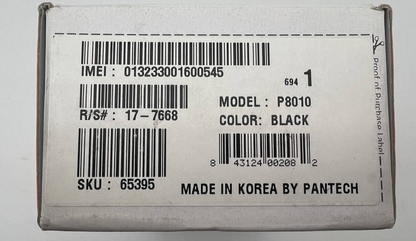 IMEI : 013233001600545
694 1
R/S# : 17-7668
MODEL : P8010
COLOR: BLACK
8 43124 00208 2
SKU : 65395
MADE IN KOREA BY PANTECH
Proof of Purchase Label